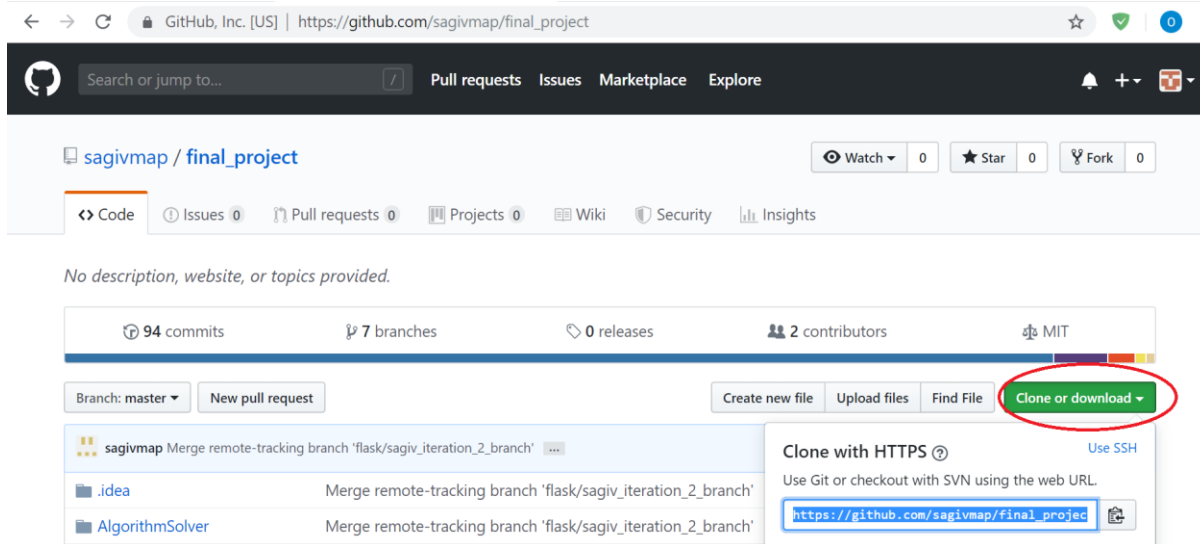 GitHub, Inc. [US] | https://github.com/sagivmap/final_project
O
Search or jump to... / Pull requests Issues Marketplace Explore
sagivmap / final_project Watch 0 Star 0 Fork 0
Code Issues 0 Pull requests 0 Projects 0 Wiki Security Insights
No description, website, or topics provided.
94 commits 7 branches 0 releases 2 contributors MIT
Branch: master New pull request Create new file Upload files Find File Clone or download
sagivmap Merge remote-tracking branch 'flask/sagiv_iteration_2_branch' ...
Clone with HTTPS ? Use SSH
Use Git or checkout with SVN using the web URL.
https://github.com/sagivmap/final_projec
.idea Merge remote-tracking branch 'flask/sagiv_iteration_2_branch'
AlgorithmSolver Merge remote-tracking branch 'flask/sagiv_iteration_2_branch'